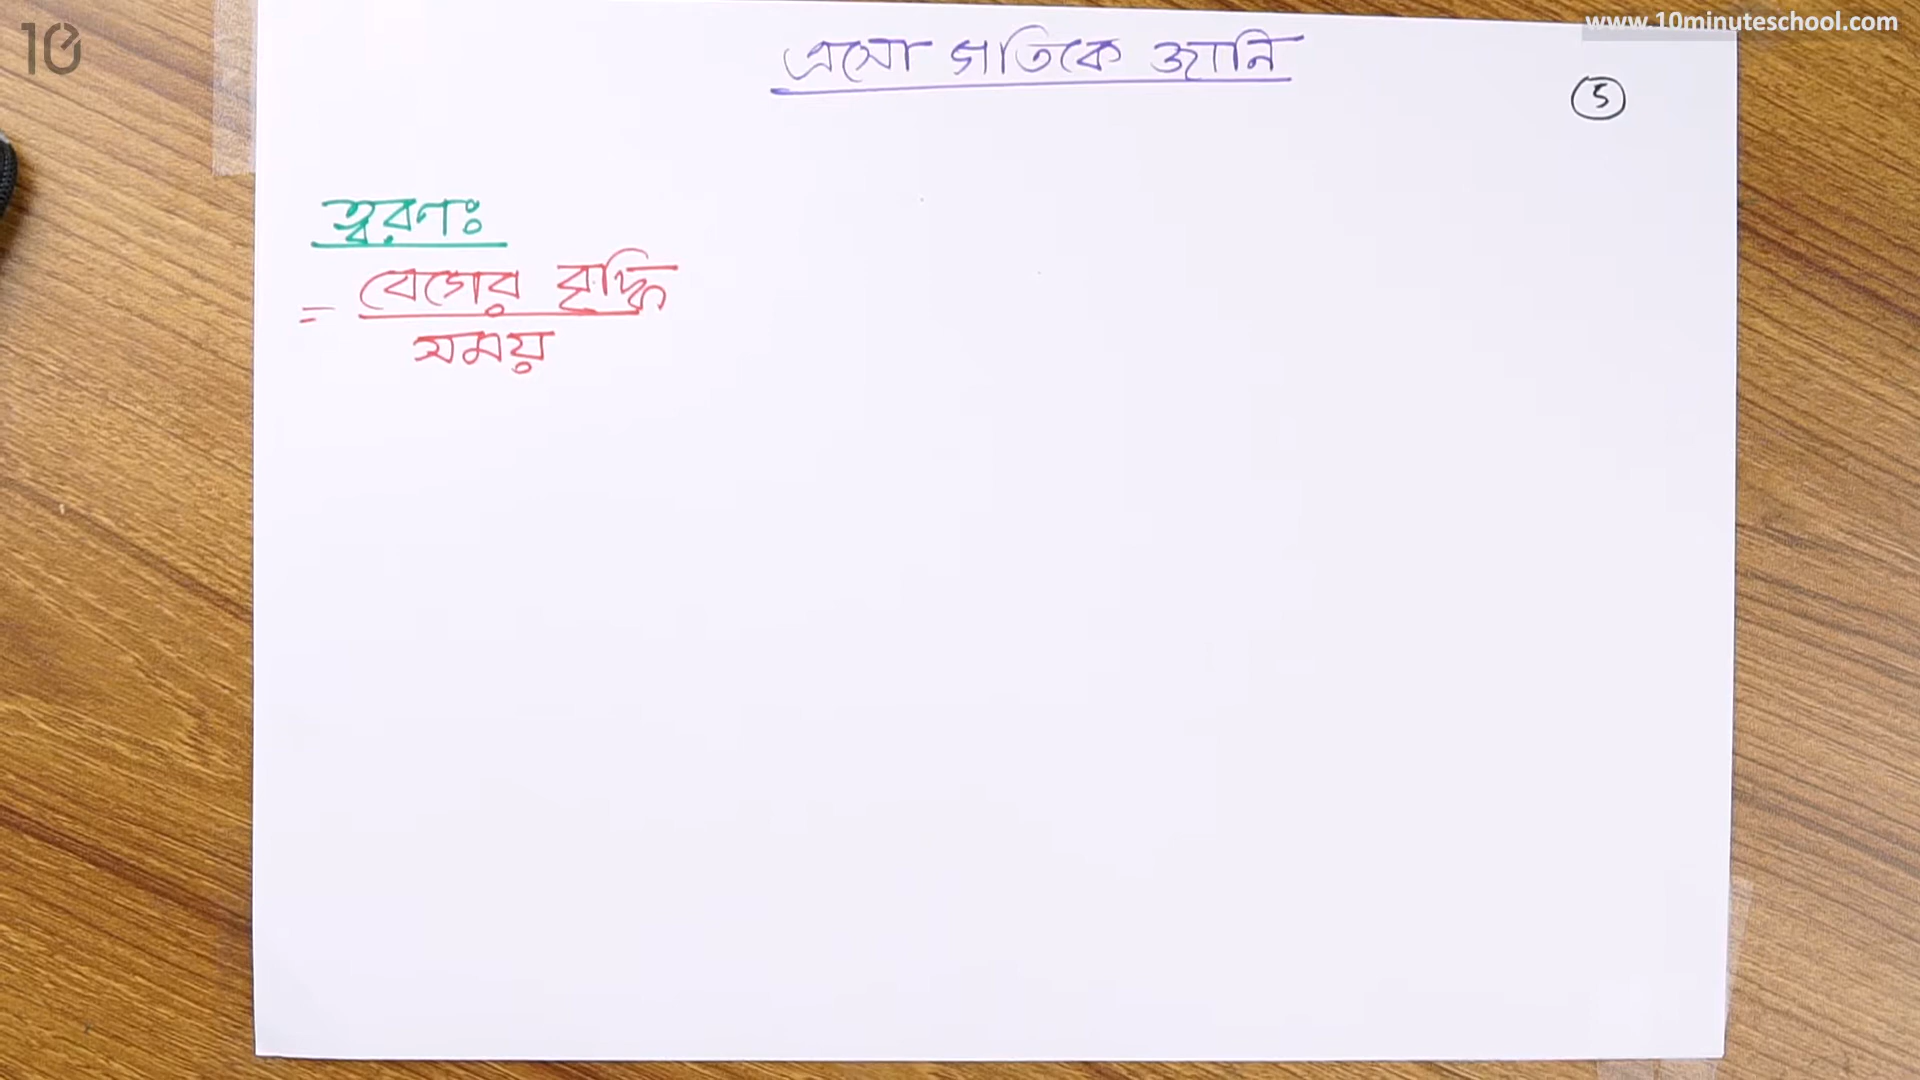 10
www.10minuteschool.com
এসো গতিকে জানি
5
ত্বরণঃ
= বেগের বৃদ্ধি
সময়